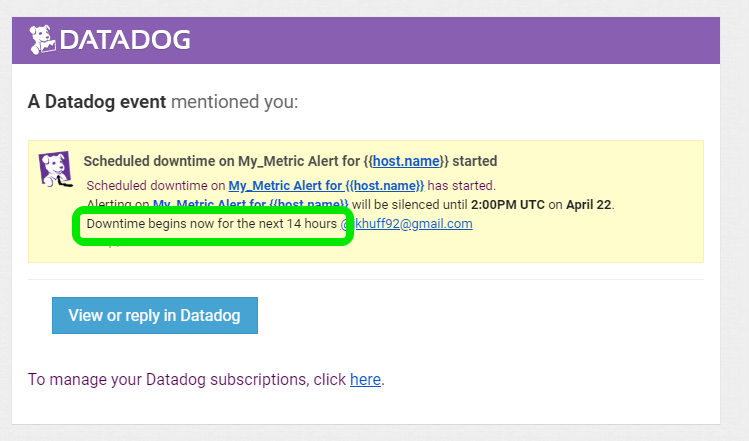 DATADOG
A Datadog event mentioned you:
Scheduled downtime on My_Metric Alert for {{host.name}} started
Scheduled downtime on My_Metric Alert for {{host.name}} has started.
Alerting on My_Metric Alert for {{host.name}} will be silenced until 2:00PM UTC on April 22.
Downtime begins now for the next 14 hours @jkhuff92@gmail.com
View or reply in Datadog
To manage your Datadog subscriptions, click here.